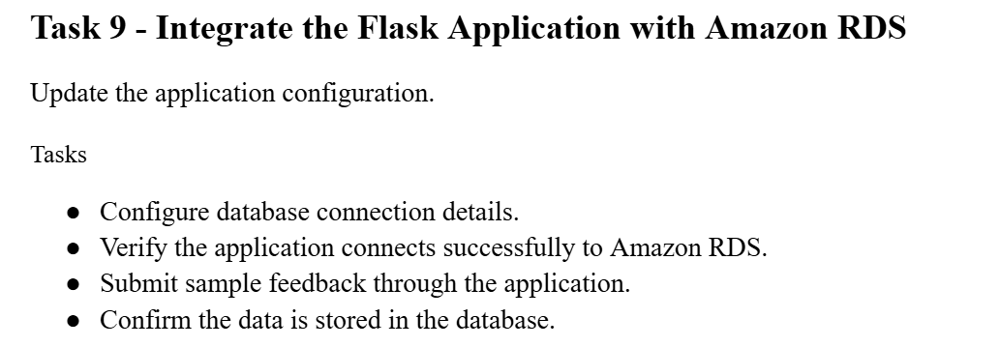 Task 9 - Integrate the Flask Application with Amazon RDS
Update the application configuration.
Tasks
● Configure database connection details.
● Verify the application connects successfully to Amazon RDS.
● Submit sample feedback through the application.
● Confirm the data is stored in the database.